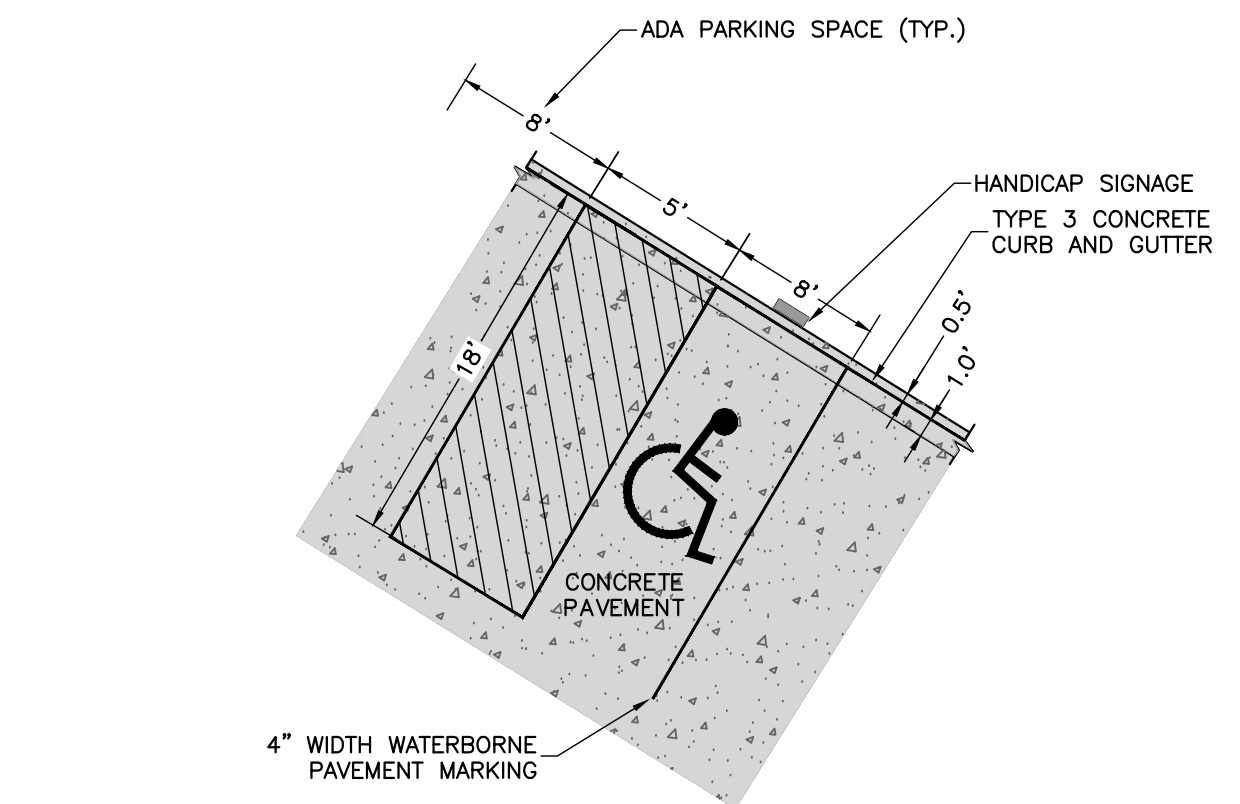 ADA PARKING SPACE (TYP.)
8'
5'
8'
HANDICAP SIGNAGE
TYPE 3 CONCRETE
CURB AND GUTTER
0.5'
1.0'
18'
CONCRETE
PAVEMENT
4” WIDTH WATERBORNE
PAVEMENT MARKING